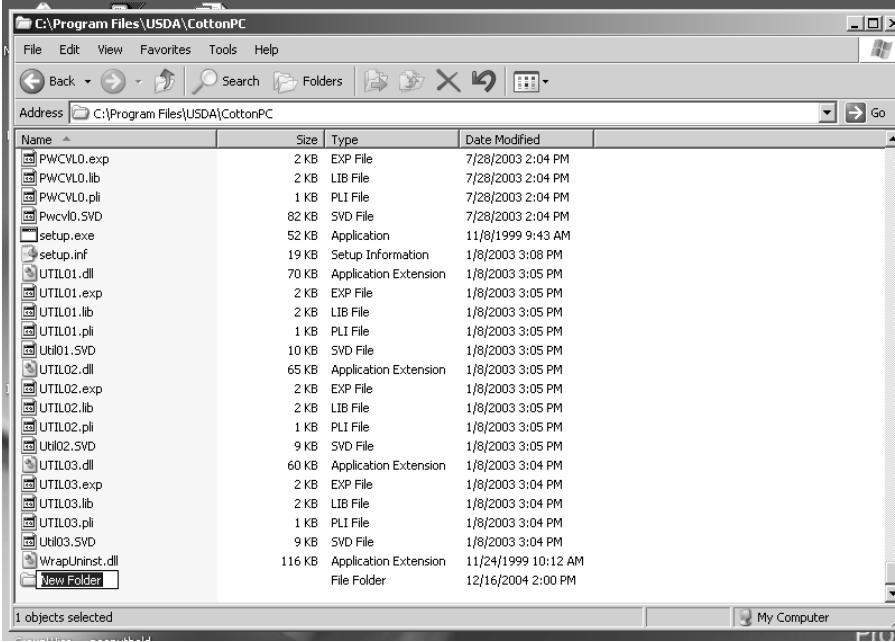 C:\Program Files\USDA\CottonPC
File Edit View Favorites Tools Help
Back Search Folders
Address C:\Program Files\USDA\CottonPC Go
Name Size Type Date Modified
PWCVL0.exp 2 KB EXP File 7/28/2003 2:04 PM
PWCVL0.lib 2 KB LIB File 7/28/2003 2:04 PM
PWCVL0.pli 1 KB PLI File 7/28/2003 2:04 PM
Pwcvl0.SVD 82 KB SVD File 7/28/2003 2:04 PM
setup.exe 52 KB Application 11/8/1999 9:43 AM
setup.inf 19 KB Setup Information 1/8/2003 3:08 PM
UTIL01.dll 70 KB Application Extension 1/8/2003 3:05 PM
UTIL01.exp 2 KB EXP File 1/8/2003 3:05 PM
UTIL01.lib 2 KB LIB File 1/8/2003 3:05 PM
UTIL01.pli 1 KB PLI File 1/8/2003 3:05 PM
Util01.SVD 10 KB SVD File 1/8/2003 3:05 PM
UTIL02.dll 65 KB Application Extension 1/8/2003 3:05 PM
UTIL02.exp 2 KB EXP File 1/8/2003 3:05 PM
UTIL02.lib 2 KB LIB File 1/8/2003 3:05 PM
UTIL02.pli 1 KB PLI File 1/8/2003 3:05 PM
Util02.SVD 9 KB SVD File 1/8/2003 3:05 PM
UTIL03.dll 60 KB Application Extension 1/8/2003 3:04 PM
UTIL03.exp 2 KB EXP File 1/8/2003 3:04 PM
UTIL03.lib 2 KB LIB File 1/8/2003 3:04 PM
UTIL03.pli 1 KB PLI File 1/8/2003 3:04 PM
Util03.SVD 9 KB SVD File 1/8/2003 3:04 PM
WrapUninst.dll 116 KB Application Extension 11/24/1999 10:12 AM
New Folder File Folder 12/16/2004 2:00 PM
1 objects selected My Computer